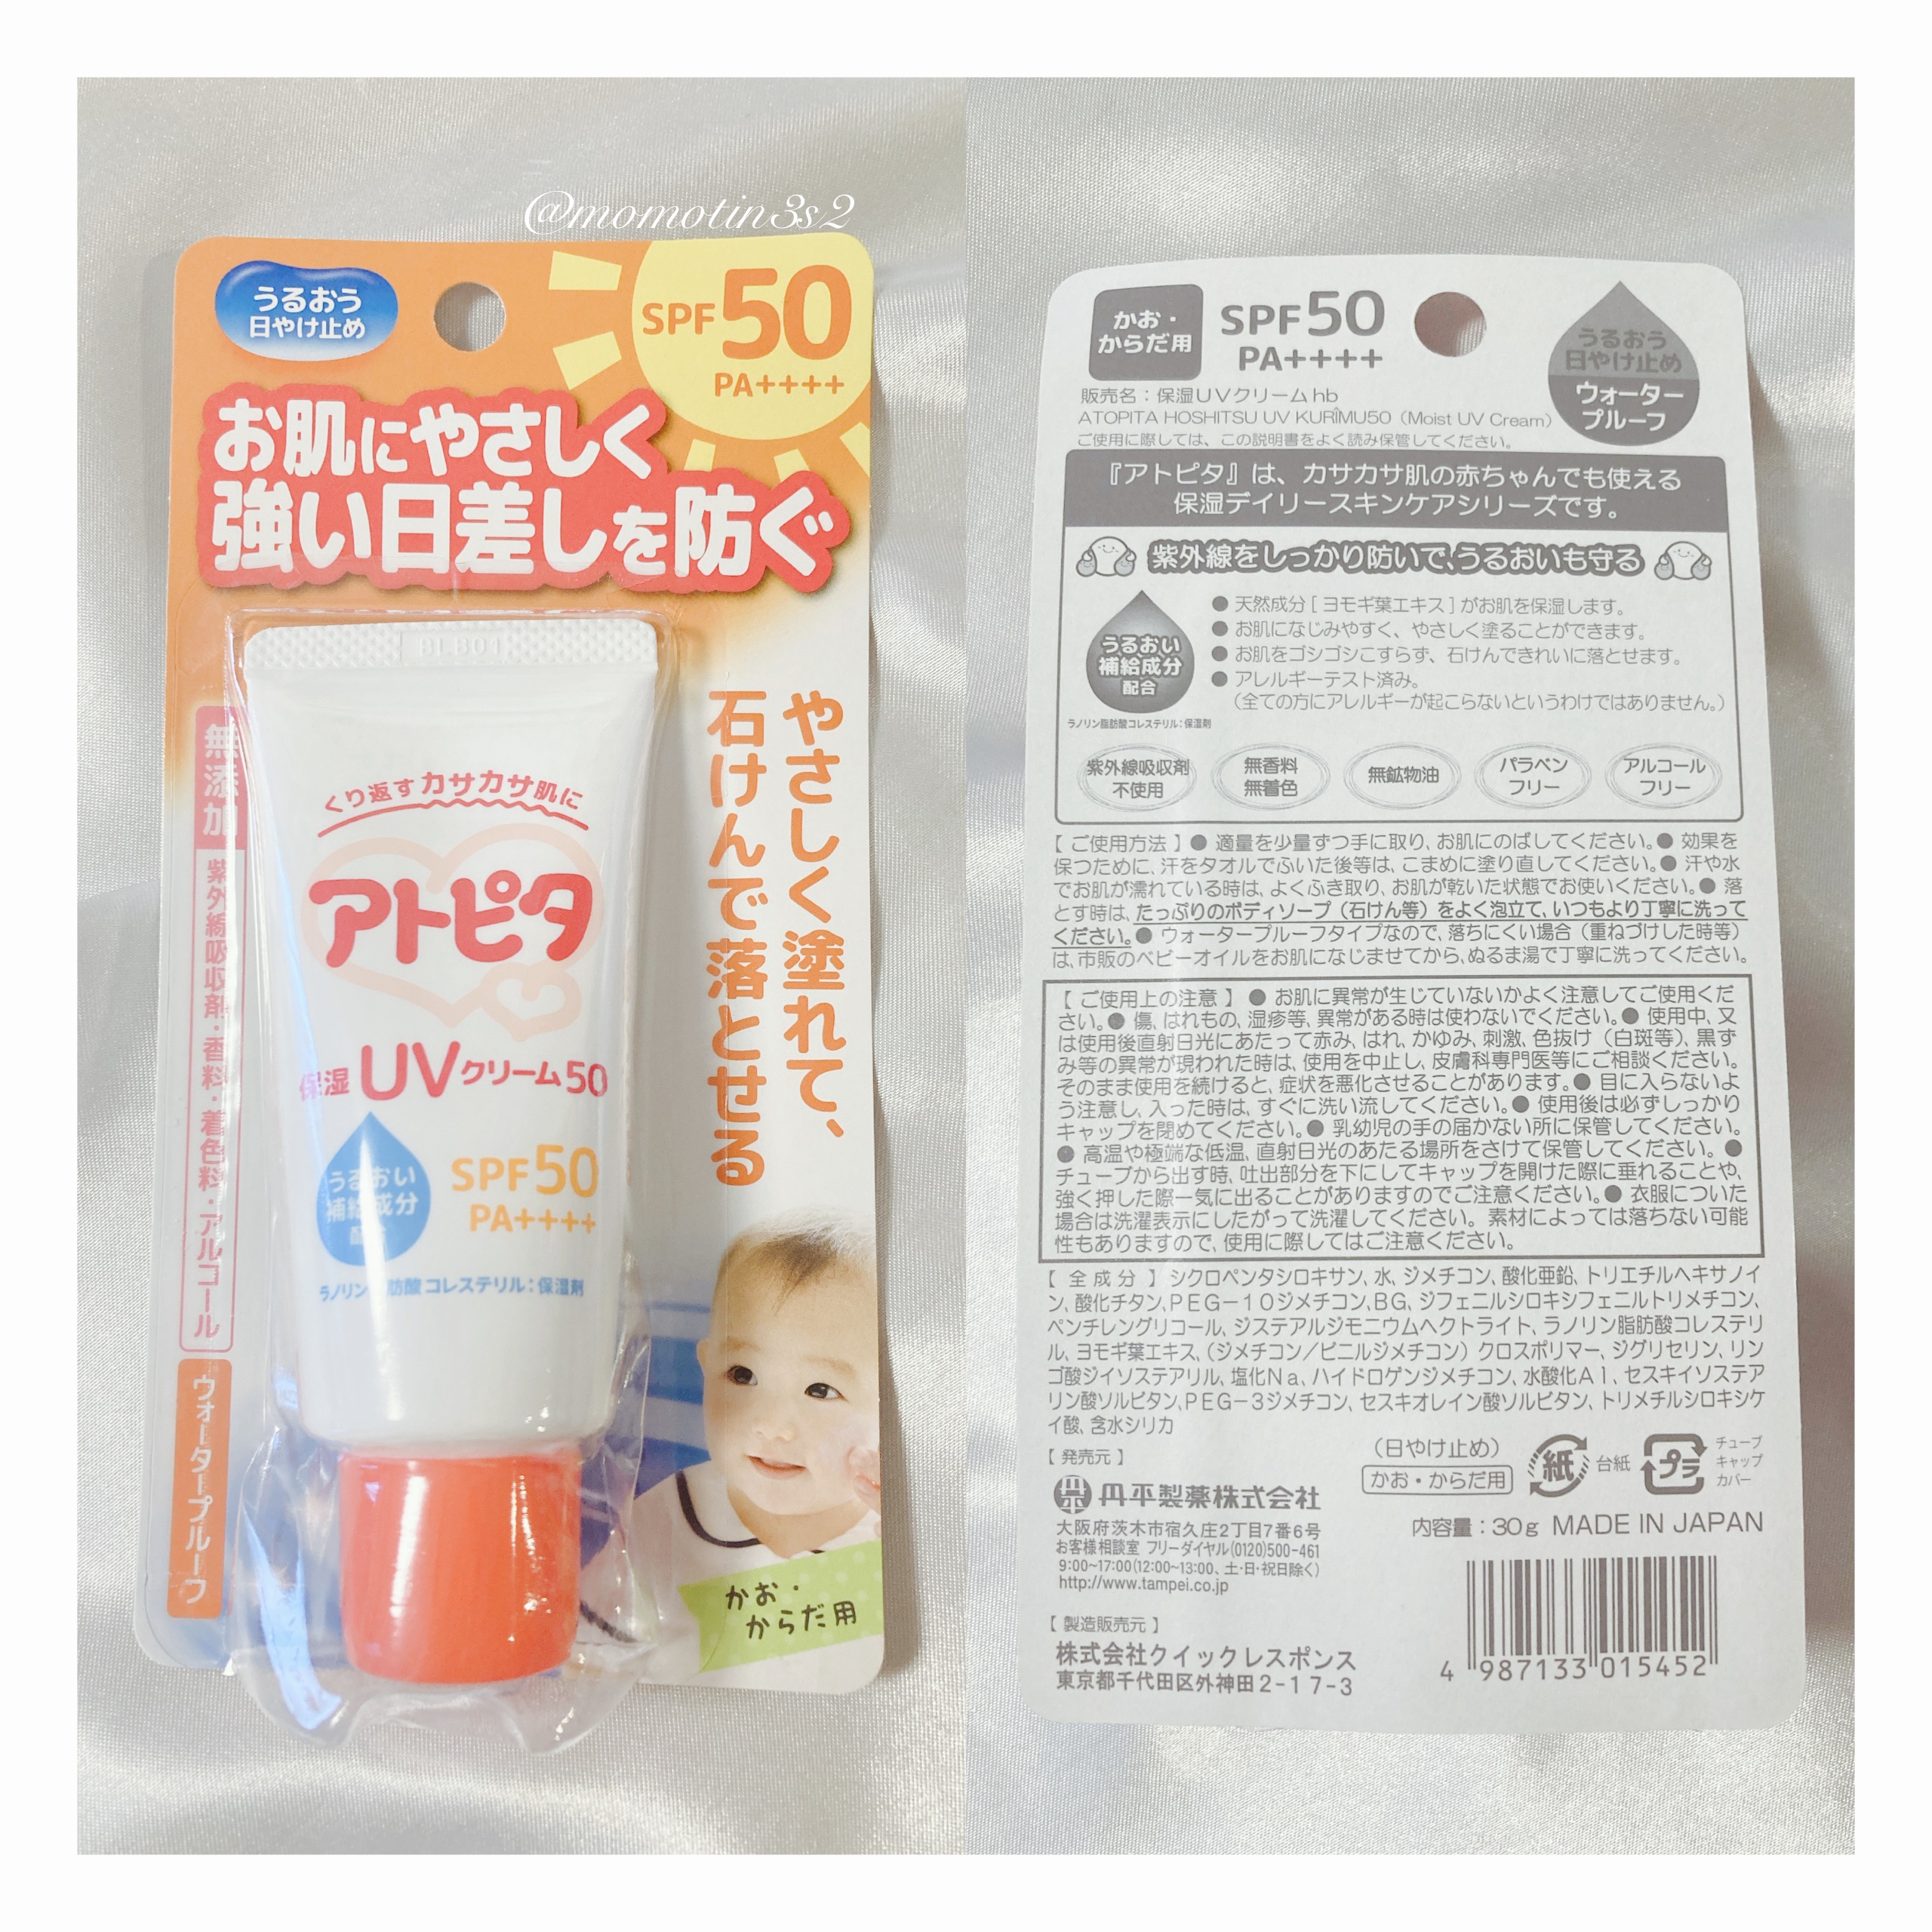 @momotin3s2
うるおう
日やけ止め
SPF50
PA++++
お肌にやさしく
強い日差しを防ぐ
やさしく塗れて、
石けんで落とせる
無添加
紫外線吸収剤・香料・着色料・アルコール
ウォータープルーフ
BLB01
くり返すカサカサ肌に
アトピタ
保湿UVクリーム50
うるおい
補給成分
配合
SPF50
PA++++
ラノリン脂肪酸コレステリル:保湿剤
かお・
からだ用
かお・
からだ用
SPF50
PA++++
うるおう
日やけ止め
ウォーター
プルーフ
販売名:保湿UVクリームhb
ATOPITA HOSHITSU UV KURÎMU50 (Moist UV Cream)
ご使用に際しては、この説明書をよく読み保管してください。
『アトピタ』は、カサカサ肌の赤ちゃんでも使える
保湿デイリースキンケアシリーズです。
紫外線をしっかり防いで、うるおいも守る
うるおい
補給成分
配合
ラノリン脂肪酸コレステリル:保湿剤
● 天然成分[ヨモギ葉エキス]がお肌を保湿します。
● お肌になじみやすく、やさしく塗ることができます。
● お肌をゴシゴシこすらず、石けんできれいに落とせます。
● アレルギーテスト済み。
(全ての方にアレルギーが起こらないというわけではありません。)
紫外線吸収剤
不使用
無香料
無着色
無鉱物油
パラベン
フリー
アルコール
フリー
【ご使用方法】● 適量を少量ずつ手に取り、お肌にのばしてください。● 効果を
保つために、汗をタオルでふいた後等は、こまめに塗り直してください。● 汗や水
でお肌が濡れている時は、よくふき取り、お肌が乾いた状態でお使いください。● 落
とす時は、たっぷりのボディソープ(石けん等)をよく泡立て、いつもより丁寧に洗って
ください。● ウォータープルーフタイプなので、落ちにくい場合(重ねづけした時等)
は、市販のベビーオイルをお肌になじませてから、ぬるま湯で丁寧に洗ってください。
【ご使用上の注意】● お肌に異常が生じていないかよく注意してご使用くだ
さい。● 傷、はれもの、湿疹等、異常がある時は使わないでください。● 使用中、又
は使用後直射日光にあたって赤み、はれ、かゆみ、刺激、色抜け(白斑等)、黒ず
み等の異常が現われた時は、使用を中止し、皮膚科専門医等にご相談ください。
そのまま使用を続けると、症状を悪化させることがあります。● 目に入らないよ
う注意し、入った時は、すぐに洗い流してください。● 使用後は必ずしっかり
キャップを閉めてください。● 乳幼児の手の届かない所に保管してください。
● 高温や極端な低温、直射日光のあたる場所をさけて保管してください。●
チューブから出す時、吐出部分を下にしてキャップを開けた際に垂れることや、
強く押した際一気に出ることがありますのでご注意ください。● 衣服についた
場合は洗濯表示にしたがって洗濯してください。素材によっては落ちない可能
性もありますので、使用に際してはご注意ください。
【全成分】シクロペンタシロキサン、水、ジメチコン、酸化亜鉛、トリエチルヘキサノイ
ン、酸化チタン、PEG-10ジメチコン、BG、ジフェニルシロキシフェニルトリメチコン、
ペンチレングリコール、ジステアルジモニウムヘクトライト、ラノリン脂肪酸コレステリ
ル、ヨモギ葉エキス、(ジメチコン/ビニルジメチコン)クロスポリマー、ジグリセリン、リン
ゴ酸ジイソステアリル、塩化Na、ハイドロゲンジメチコン、水酸化Al、セスキイソステア
リン酸ソルビタン、PEG-3ジメチコン、セスキオレイン酸ソルビタン、トリメチルシロキシケ
イ酸、含水シリカ
【発売元】
丹平製薬株式会社
大阪府茨木市宿久庄2丁目7番6号
お客様相談室 フリーダイヤル(0120)500-461
9:00~17:00(12:00~13:00、土・日・祝日除く)
http://www.tampei.co.jp
【製造販売元】
株式会社クイックレスポンス
東京都千代田区外神田2-17-3
(日やけ止め)
かお・からだ用
紙
台紙
プラ
チューブ
キャップ
カバー
内容量:30g MADE IN JAPAN
4 987133 015452